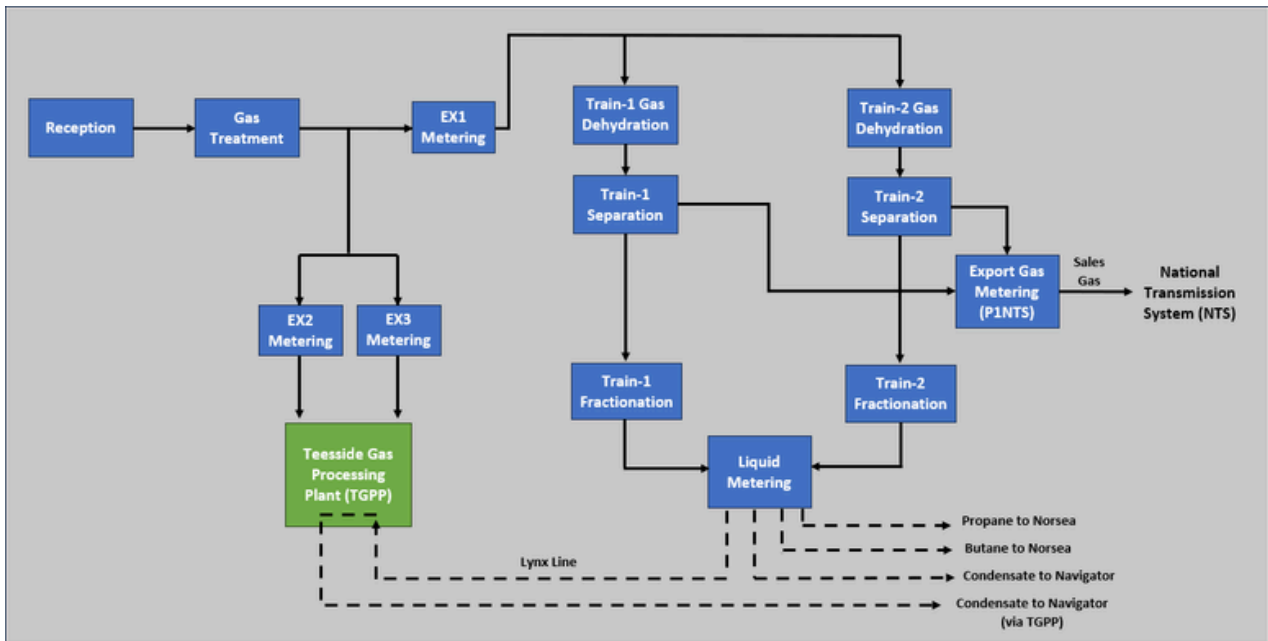 Reception
Gas
Treatment
EX1
Metering
Train-1 Gas
Dehydration
Train-2 Gas
Dehydration
Train-1
Separation
Train-2
Separation
Export Gas
Metering
(P1NTS)
Sales
Gas
National
Transmission
System (NTS)
EX2
Metering
EX3
Metering
Train-1
Fractionation
Train-2
Fractionation
Teesside Gas
Processing
Plant (TGPP)
Liquid
Metering
Lynx Line
Propane to Norsea
Butane to Norsea
Condensate to Navigator
Condensate to Navigator
(via TGPP)